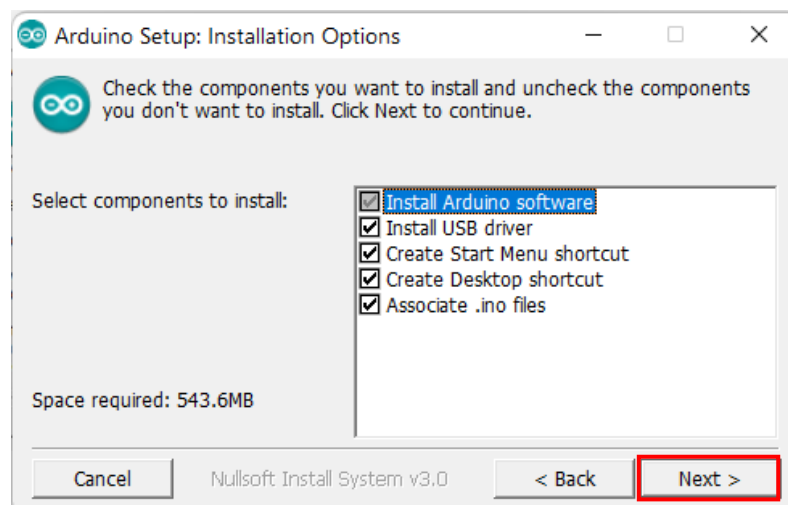 Arduino Setup: Installation Options
Check the components you want to install and uncheck the components
you don't want to install. Click Next to continue.
Select components to install:
Install Arduino software
Install USB driver
Create Start Menu shortcut
Create Desktop shortcut
Associate .ino files
Space required: 543.6MB
Cancel
Nullsoft Install System v3.0
< Back
Next >